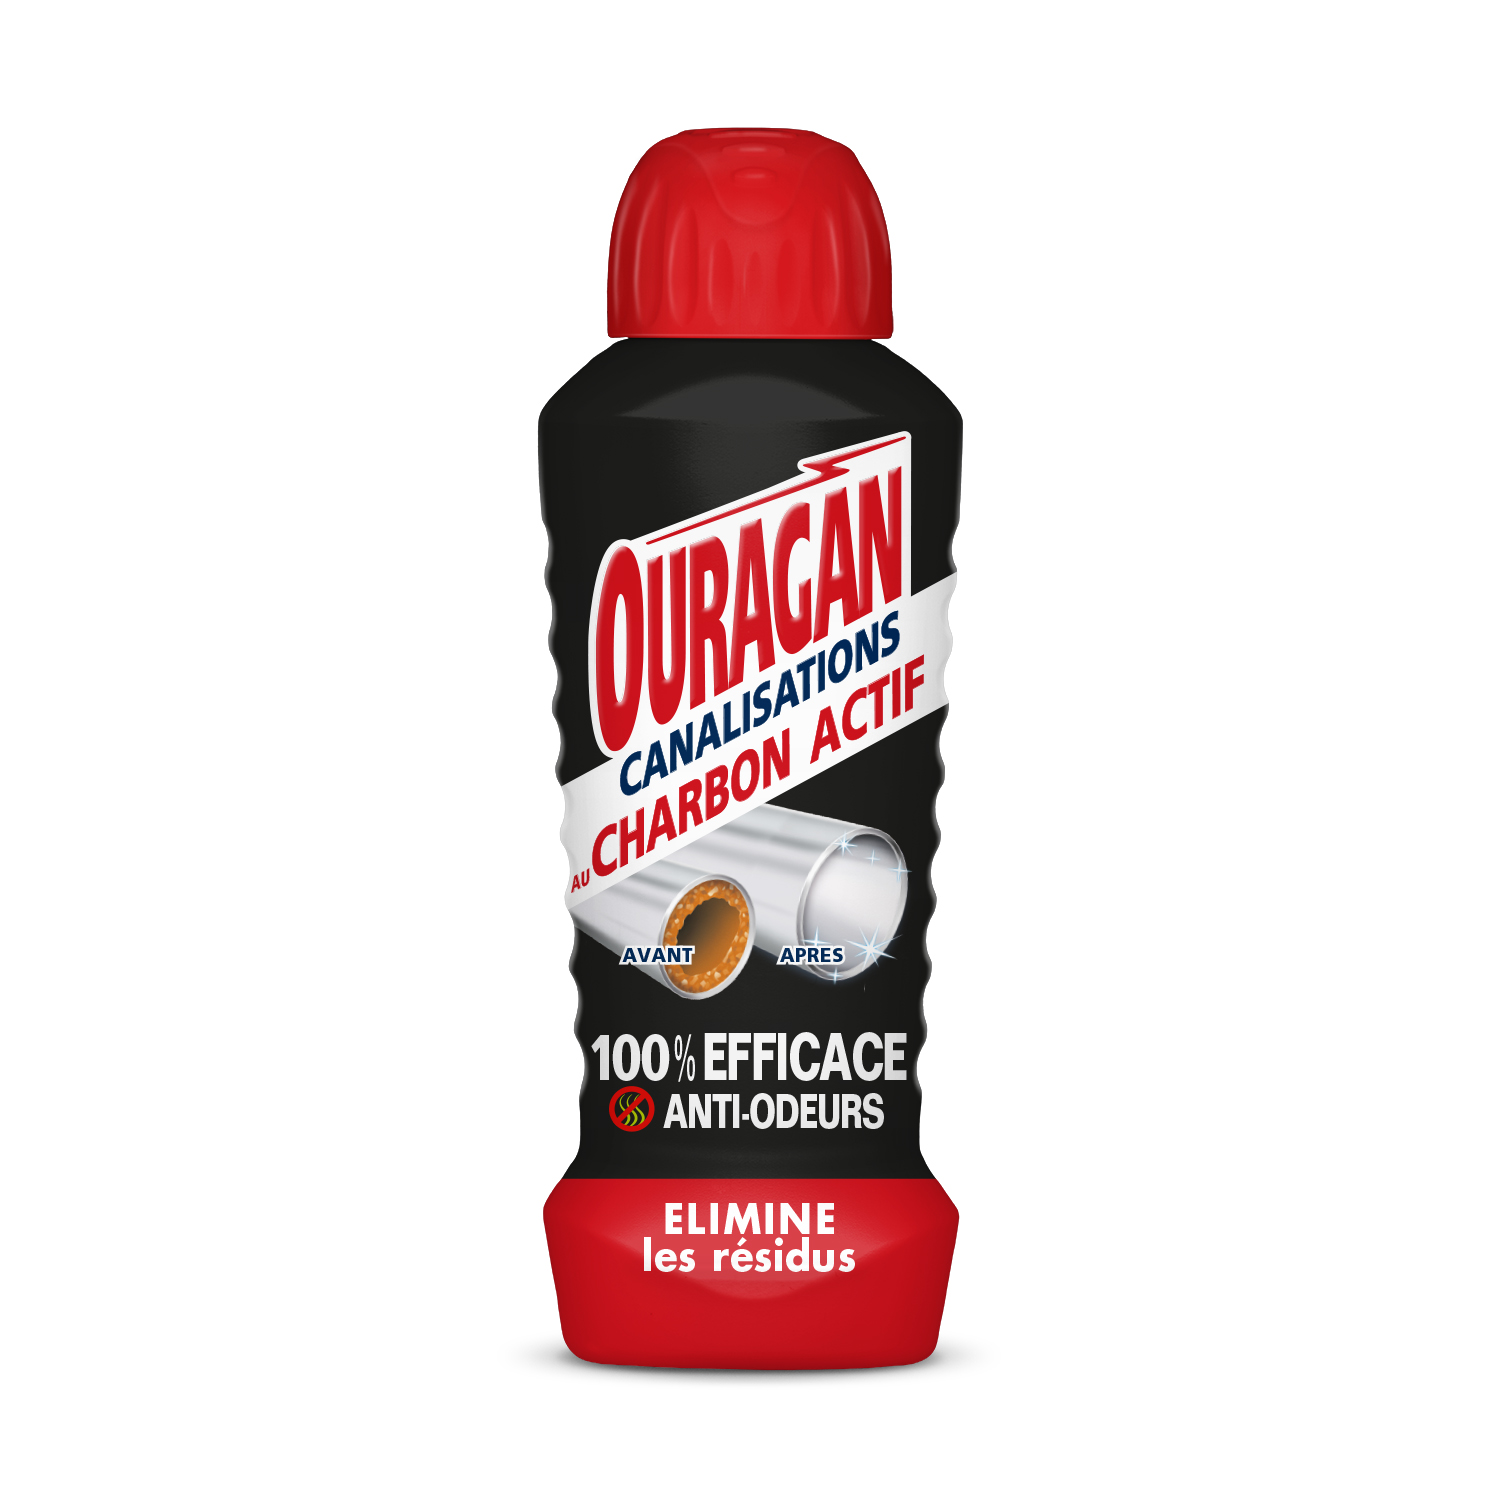 OURAGAN
CANALISATIONS
AU CHARBON ACTIF
AVANT
APRES
100% EFFICACE
ANTI-ODEURS
ELIMINE
les résidus